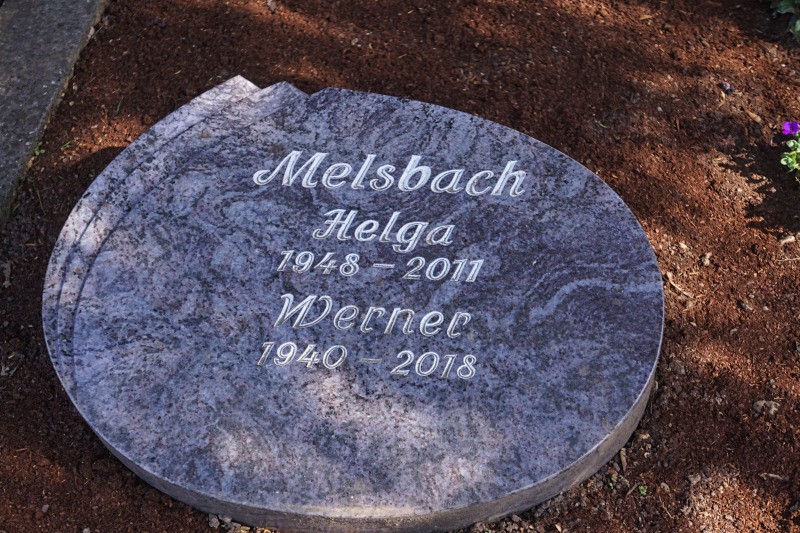 Melsbach
Helga
1948 – 2011
Werner
1940 – 2018